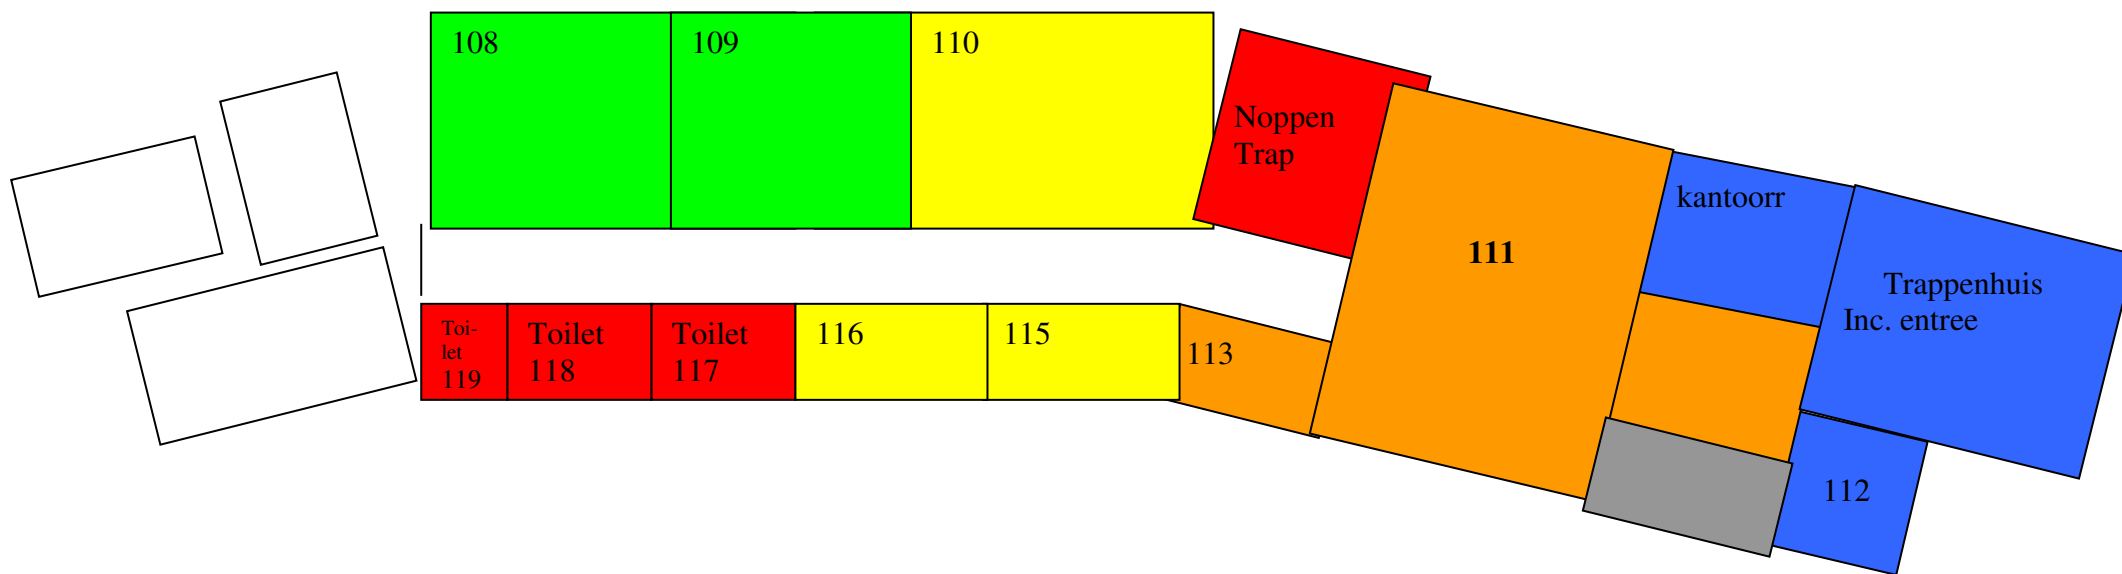 108
109
110
Noppen
Trap
111
kantoorr
Trappenhuis
Inc. entree
Toi-
let
119
Toilet
118
Toilet
117
116
115
113
112